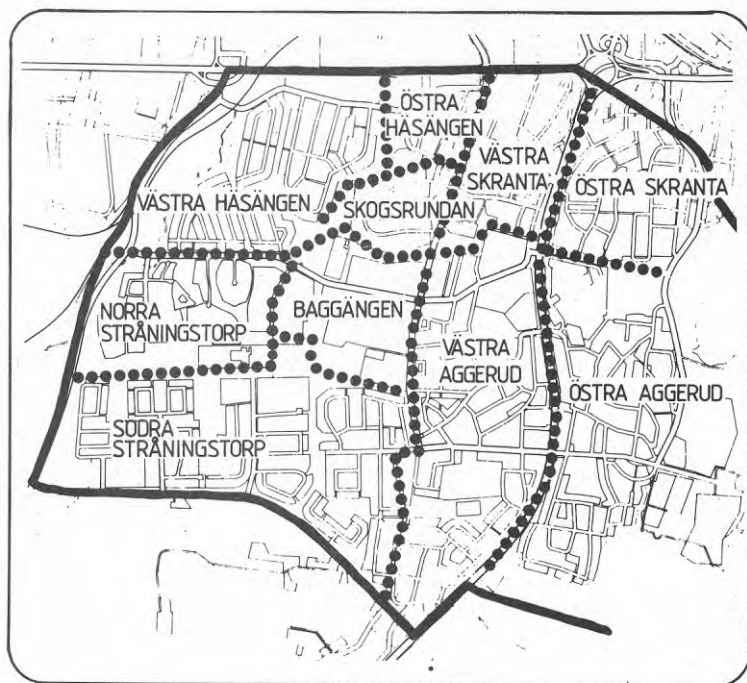 ÖSTRA
HÄSÄNGEN
VÄSTRA
SKRANTA
ÖSTRA SKRANTA
VÄSTRA HÄSÄNGEN
SKOGSRUNDAN
NORRA
STRÅNINGSTORP
BAGGÄNGEN
VÄSTRA
AGGERUD
ÖSTRA AGGERUD
SÖDRA
STRÅNINGSTORP